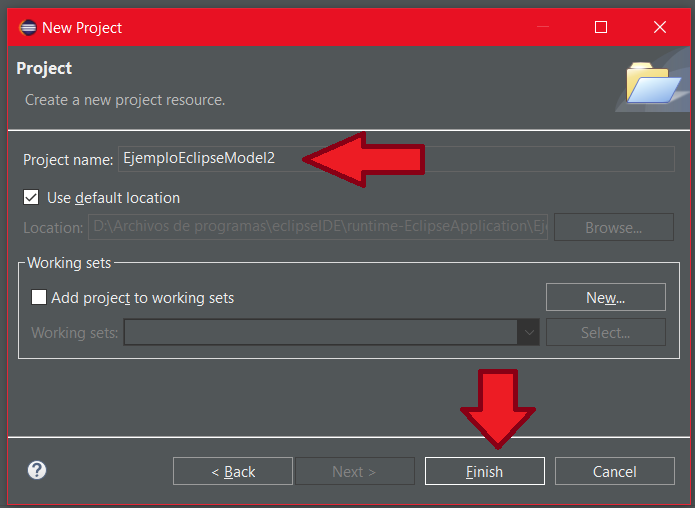 New Project
Project
Create a new project resource.
Project name: EjemploEclipseModel2
Use default location
Location: D:\Archivos de programas\eclipseIDE\runtime-EclipseApplication\Eje
Browse...
Working sets
Add project to working sets
New...
Working sets:
Select...
< Back
Next >
Finish
Cancel